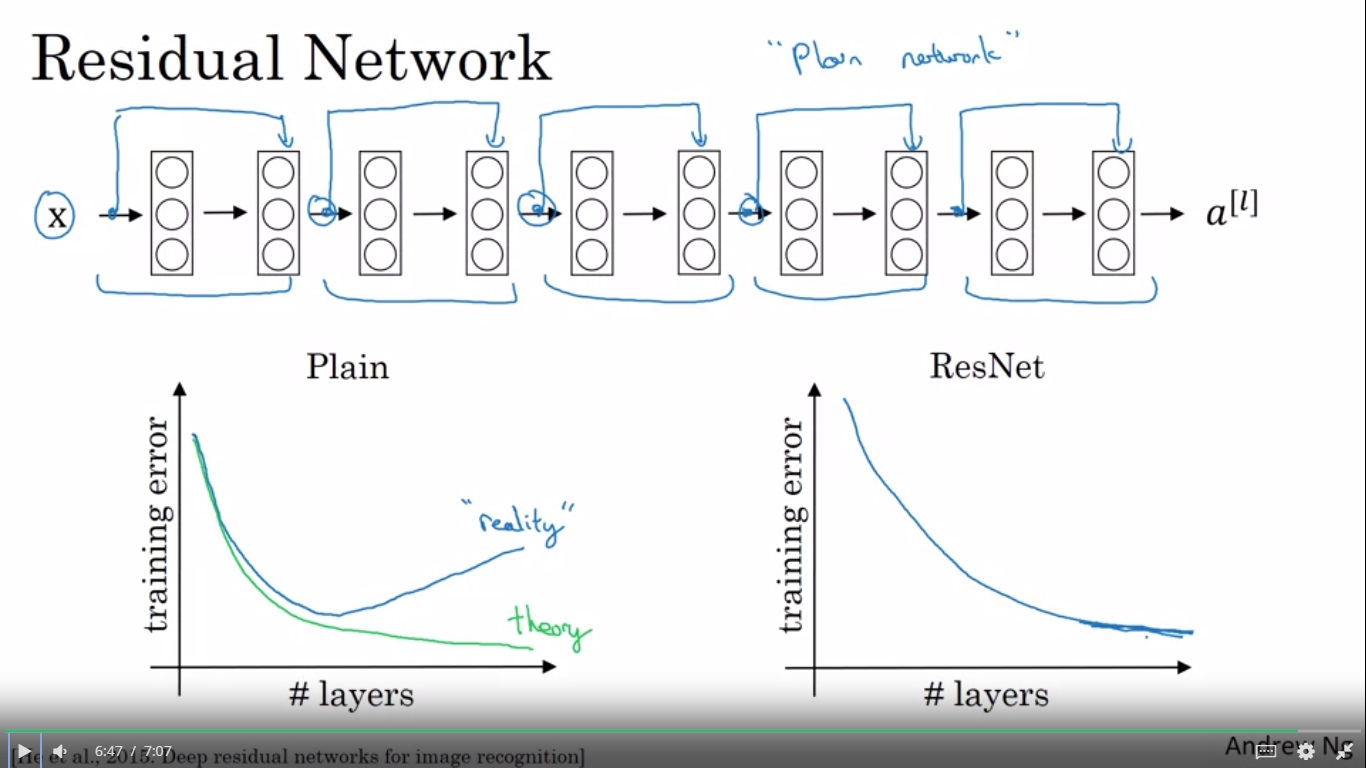 Residual Network
"Plain network"
x
a[l]
Plain
ResNet
training error
"reality"
theory
# layers
training error
# layers
6:47 / 7:07
[He et al., 2015. Deep residual networks for image recognition]
Andrew Ng